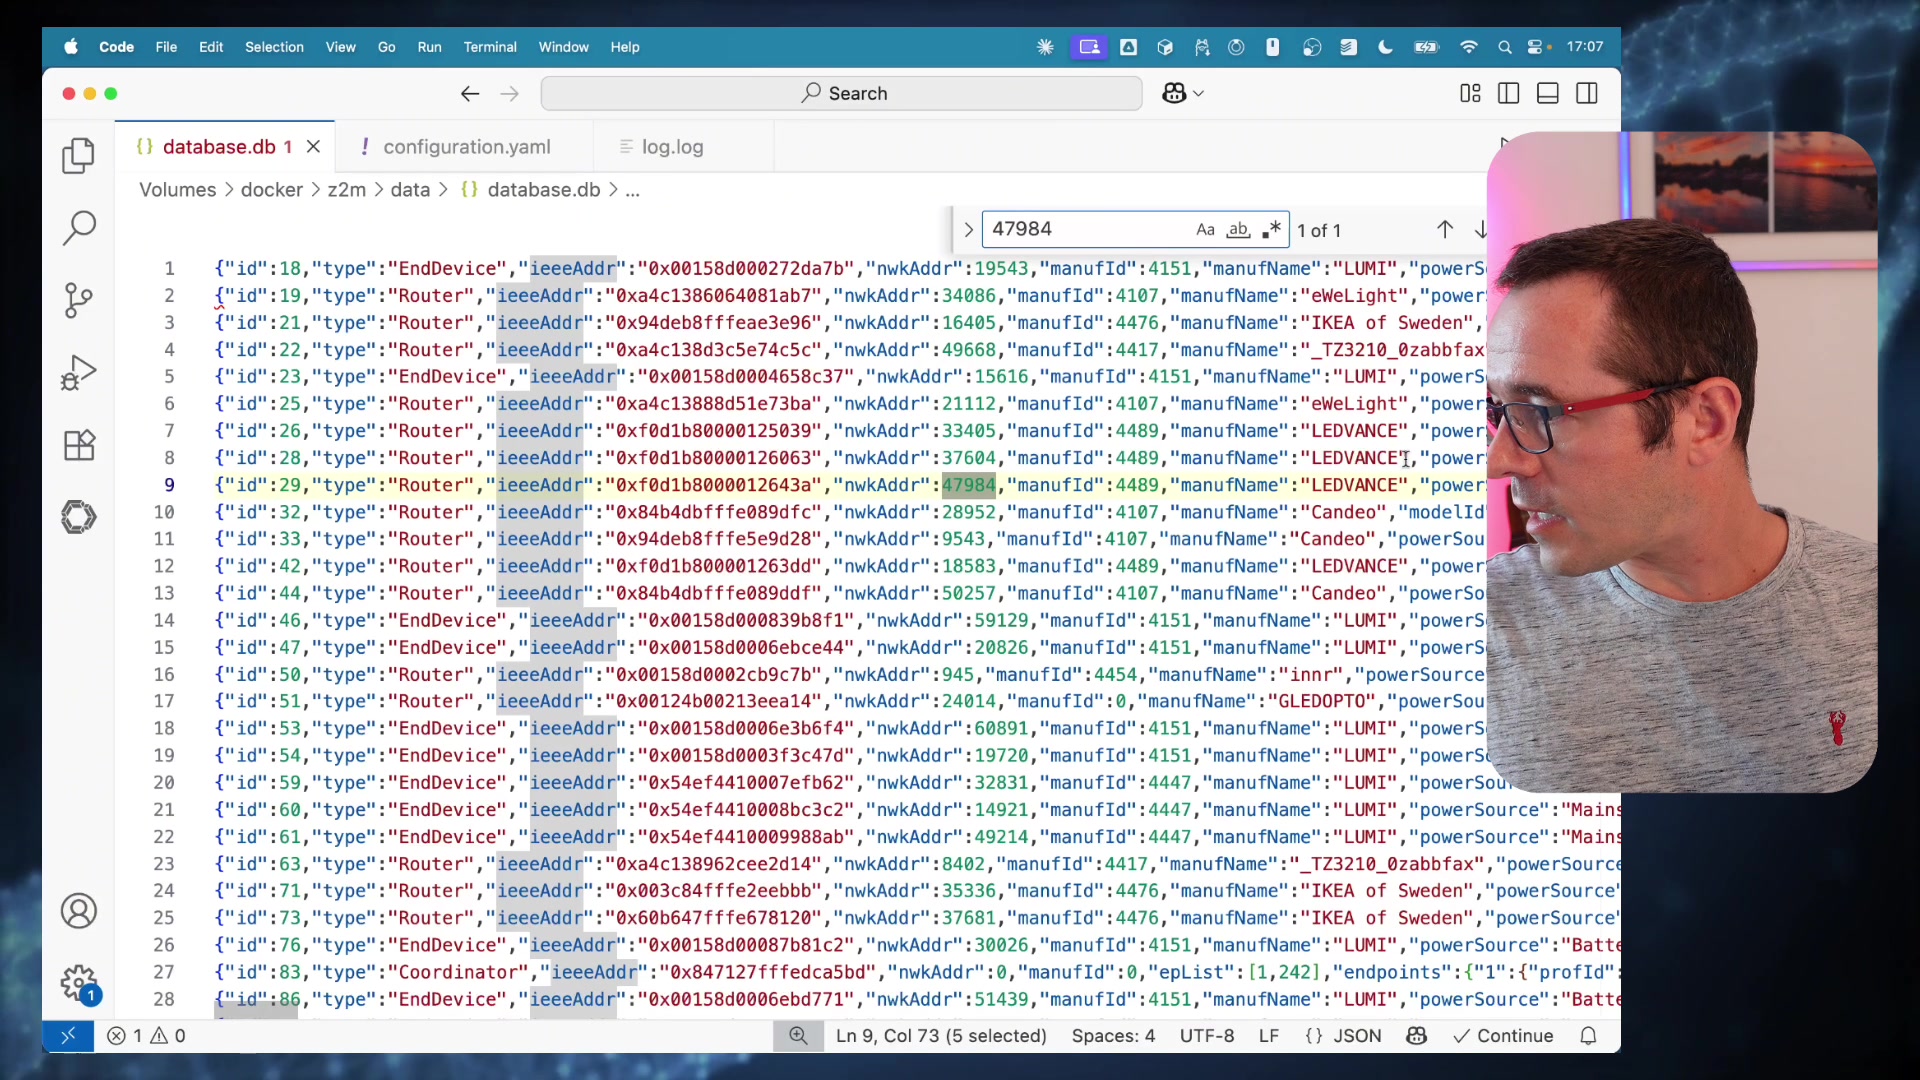 Code File Edit Selection View Go Run Terminal Window Help 17:07
Search
database.db 1 configuration.yaml log.log
Volumes > docker > z2m > data > {} database.db > ...
47984 Aa ab .* 1 of 1
1 {"id":18,"type":"EndDevice","ieeeAddr":"0x00158d000272da7b","nwkAddr":19543,"manufId":4151,"manufName":"LUMI","powerS
2 {"id":19,"type":"Router","ieeeAddr":"0xa4c1386064081ab7","nwkAddr":34086,"manufId":4107,"manufName":"eWeLight","power
3 {"id":21,"type":"Router","ieeeAddr":"0x94deb8fffeae3e96","nwkAddr":16405,"manufId":4476,"manufName":"IKEA of Sweden",
4 {"id":22,"type":"Router","ieeeAddr":"0xa4c138d3c5e74c5c","nwkAddr":49668,"manufId":4417,"manufName":"_TZ3210_0zabbfax"
5 {"id":23,"type":"EndDevice","ieeeAddr":"0x00158d0004658c37","nwkAddr":15616,"manufId":4151,"manufName":"LUMI","powerS
6 {"id":25,"type":"Router","ieeeAddr":"0xa4c13888d51e73ba","nwkAddr":21112,"manufId":4107,"manufName":"eWeLight","power
7 {"id":26,"type":"Router","ieeeAddr":"0xf0d1b80000125039","nwkAddr":33405,"manufId":4489,"manufName":"LEDVANCE","power
8 {"id":28,"type":"Router","ieeeAddr":"0xf0d1b80000126063","nwkAddr":37604,"manufId":4489,"manufName":"LEDVANCE","power
9 {"id":29,"type":"Router","ieeeAddr":"0xf0d1b8000012643a","nwkAddr":47984,"manufId":4489,"manufName":"LEDVANCE","power
10 {"id":32,"type":"Router","ieeeAddr":"0x84b4dbfffe089dfc","nwkAddr":28952,"manufId":4107,"manufName":"Candeo","modelId
11 {"id":33,"type":"Router","ieeeAddr":"0x94deb8fffe5e9d28","nwkAddr":9543,"manufId":4107,"manufName":"Candeo","powerSou
12 {"id":42,"type":"Router","ieeeAddr":"0xf0d1b800001263dd","nwkAddr":18583,"manufId":4489,"manufName":"LEDVANCE","power
13 {"id":44,"type":"Router","ieeeAddr":"0x84b4dbfffe089ddf","nwkAddr":50257,"manufId":4107,"manufName":"Candeo","powerSo
14 {"id":46,"type":"EndDevice","ieeeAddr":"0x00158d000839b8f1","nwkAddr":59129,"manufId":4151,"manufName":"LUMI","powerS
15 {"id":47,"type":"EndDevice","ieeeAddr":"0x00158d0006ebce44","nwkAddr":20826,"manufId":4151,"manufName":"LUMI","powerS
16 {"id":50,"type":"Router","ieeeAddr":"0x00158d0002cb9c7b","nwkAddr":945,"manufId":4454,"manufName":"innr","powerSource
17 {"id":51,"type":"Router","ieeeAddr":"0x00124b00213eea14","nwkAddr":24014,"manufId":0,"manufName":"GLEDOPTO","powerSou
18 {"id":53,"type":"EndDevice","ieeeAddr":"0x00158d0006e3b6f4","nwkAddr":60891,"manufId":4151,"manufName":"LUMI","powerS
19 {"id":54,"type":"EndDevice","ieeeAddr":"0x00158d0003f3c47d","nwkAddr":19720,"manufId":4151,"manufName":"LUMI","powerS
20 {"id":59,"type":"EndDevice","ieeeAddr":"0x54ef4410007efb62","nwkAddr":32831,"manufId":4447,"manufName":"LUMI","powerSou
21 {"id":60,"type":"EndDevice","ieeeAddr":"0x54ef4410008bc3c2","nwkAddr":14921,"manufId":4447,"manufName":"LUMI","powerSource":"Mains
22 {"id":61,"type":"EndDevice","ieeeAddr":"0x54ef4410009988ab","nwkAddr":49214,"manufId":4447,"manufName":"LUMI","powerSource":"Mains
23 {"id":63,"type":"Router","ieeeAddr":"0xa4c138962cee2d14","nwkAddr":8402,"manufId":4417,"manufName":"_TZ3210_0zabbfax","powerSource
24 {"id":71,"type":"Router","ieeeAddr":"0x003c84fffe2eebbb","nwkAddr":35336,"manufId":4476,"manufName":"IKEA of Sweden","powerSource"
25 {"id":73,"type":"Router","ieeeAddr":"0x60b647fffe678120","nwkAddr":37681,"manufId":4476,"manufName":"IKEA of Sweden","powerSource"
26 {"id":76,"type":"EndDevice","ieeeAddr":"0x00158d00087b81c2","nwkAddr":30026,"manufId":4151,"manufName":"LUMI","powerSource":"Batte
27 {"id":83,"type":"Coordinator","ieeeAddr":"0x847127fffedca5bd","nwkAddr":0,"manufId":0,"epList":[1,242],"endpoints":{"1":{"profId":
28 {"id":86,"type":"EndDevice","ieeeAddr":"0x00158d0006ebd771","nwkAddr":51439,"manufId":4151,"manufName":"LUMI","powerSource":"Batte
1
1 0 Ln 9, Col 73 (5 selected) Spaces: 4 UTF-8 LF {} JSON Continue